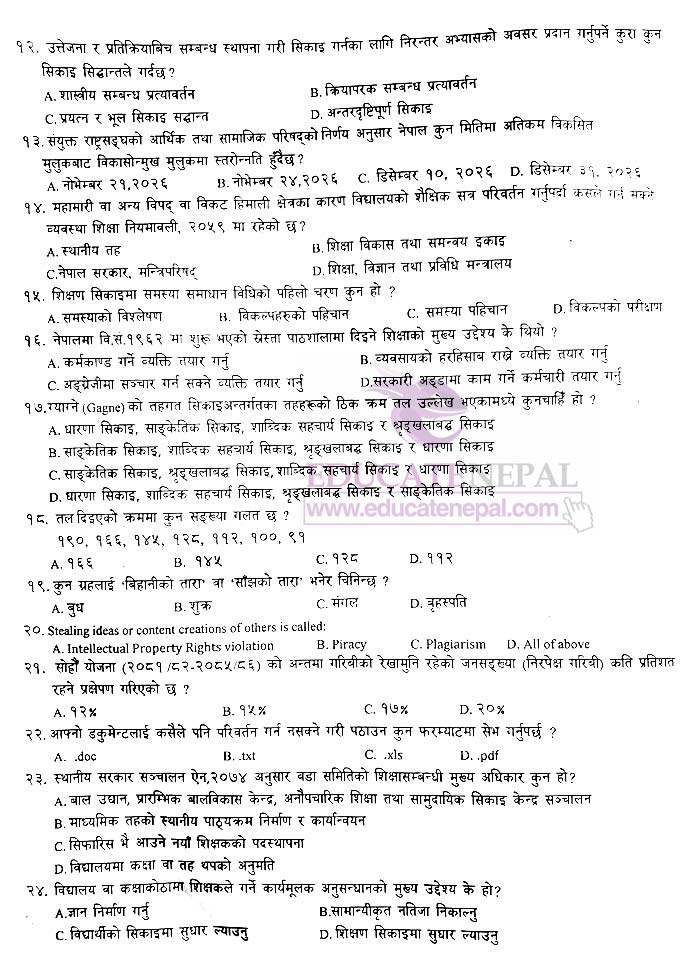 १२. उत्तेजना र प्रतिक्रियाबिच सम्बन्ध स्थापना गरी सिकाइ गर्नका लागि निरन्तर अभ्यासको अवसर प्रदान गर्नुपर्ने कुरा कुन
सिकाइ सिद्धान्तले गर्दछ ?
A. शास्त्रीय सम्बन्ध प्रत्यावर्तन B. क्रियापरक सम्बन्ध प्रत्यावर्तन
C. प्रयत्न र भूल सिकाइ सद्धान्त D. अन्तरदृष्टिपूर्ण सिकाइ
१३. संयुक्त राष्ट्रसङ्घको आर्थिक तथा सामाजिक परिषद्को निर्णय अनुसार नेपाल कुन मितिमा अतिकम विकसित
मुलुकबाट विकासोन्मुख मुलुकमा स्तरोन्नति हुँदैछ ?
A. नोभेम्बर २१,२०२६ B. नोभेम्बर २४,२०२६ C. डिसेम्बर १०, २०२६ D. डिसेम्बर ३१, २०२६
१४. महामारी वा अन्य विपद् वा विकट हिमाली क्षेत्रका कारण विद्यालयको शैक्षिक सत्र परिवर्तन गर्नुपर्दा कसले गर्न सक्ने
व्यवस्था शिक्षा नियमावली, २०५९ मा रहेको छ ?
A. स्थानीय तह B. शिक्षा विकास तथा समन्वय इकाइ
C.नेपाल सरकार, मन्त्रिपरिषद् D. शिक्षा, विज्ञान तथा प्रविधि मन्त्रालय
१५. शिक्षण सिकाइमा समस्या समाधान विधिको पहिलो चरण कुन हो ?
A. समस्याको विश्लेषण B. विकल्पहरुको पहिचान C. समस्या पहिचान D. विकल्पको परीक्षण
१६. नेपालमा वि.सं.१९६२ मा शुरू भएको स्रेस्ता पाठशालामा दिइने शिक्षाको मुख्य उद्देश्य के थियो ?
A. कर्मकाण्ड गर्ने व्यक्ति तयार गर्नु B. व्यवसायको हरहिसाब राख्ने व्यक्ति तयार गर्नु
C. अङ्ग्रेजीमा सञ्चार गर्न सक्ने व्यक्ति तयार गर्नु D.सरकारी अड्डामा काम गर्ने कर्मचारी तयार गर्नु
१७.ग्याग्ने (Gagne) को तहगत सिकाइअन्तर्गतका तहहरूको ठिक क्रम तल उल्लेख भएकामध्ये कुनचाहिँ हो ?
A. धारणा सिकाइ, साङ्केतिक सिकाइ, शाब्दिक सहचार्य सिकाइ र श्रृङ्खलाबद्ध सिकाइ
B. साङ्केतिक सिकाइ, शाब्दिक सहचार्य सिकाइ, श्रृङ्खलाबद्ध सिकाइ र धारणा सिकाइ
C. साङ्केतिक सिकाइ, श्रृङ्खलाबद्ध सिकाइ, शाब्दिक सहचार्य सिकाइ र धारणा सिकाइ
D. धारणा सिकाइ, शाब्दिक सहचार्य सिकाइ, श्रृङ्खलाबद्ध सिकाइ र साङ्केतिक सिकाइ
EDUCATENEPAL
www.educatenepal.com
१८. तल दिइएको क्रममा कुन सङ्ख्या गलत छ ?
१९०, १६६, १४५, १२८, ११२, १००, ९१
A. १६६ B. १४५ C. १२८ D. ११२
१९. कुन ग्रहलाई 'बिहानीको तारा' वा 'साँझको तारा' भनेर चिनिन्छ ?
A. बुध B. शुक्र C. मंगल D. वृहस्पति
२०. Stealing ideas or content creations of others is called:
A. Intellectual Property Rights violation B. Piracy C. Plagiarism D. All of above
२१. सोह्रौँ योजना (२०८१/८२-२०८५/८६) को अन्तमा गरिवीको रेखामुनि रहेको जनसङ्ख्या (निरपेक्ष गरिवी) कति प्रतिशत
रहने प्रक्षेपण गरिएको छ ?
A. १२% B. १५% C. १७% D. २०%
२२. आफ्नो डकुमेन्टलाई कसैले पनि परिवर्तन गर्न नसक्ने गरी पठाउन कुन फरम्याटमा सेभ गर्नुपर्छ ?
A. .doc B. .txt C. .xls D. .pdf
२३. स्थानीय सरकार सञ्चालन ऐन,२०७४ अनुसार वडा समितिको शिक्षासम्बन्धी मुख्य अधिकार कुन हो?
A. बाल उद्यान, प्रारम्भिक बालविकास केन्द्र, अनौपचारिक शिक्षा तथा सामुदायिक सिकाइ केन्द्र सञ्चालन
B. माध्यमिक तहको स्थानीय पाठ्यक्रम निर्माण र कार्यान्वयन
C. सिफारिस भै आउने नयाँ शिक्षकको पदस्थापना
D. विद्यालयमा कक्षा वा तह थपको अनुमति
२४. विद्यालय वा कक्षाकोठामा शिक्षकले गर्ने कार्यमूलक अनुसन्धानको मुख्य उद्देश्य के हो?
A.ज्ञान निर्माण गर्नु B.सामान्यीकृत नतिजा निकाल्नु
C. विद्यार्थीको सिकाइमा सुधार ल्याउनु D. शिक्षण सिकाइमा सुधार ल्याउनु